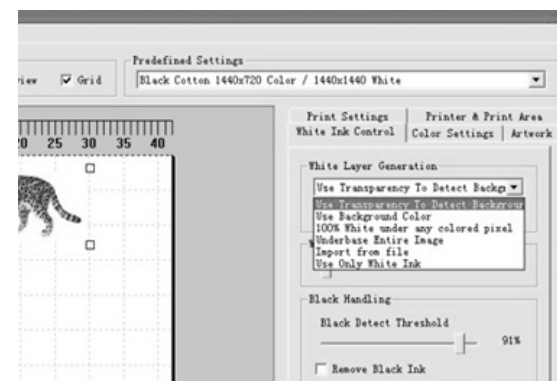 Predefined Settings
iew Grid Black Cotton 1440x720 Color / 1440x1440 White
Print Settings Printer & Print Area
White Ink Control Color Settings Artwork
25 30 35 40
White Layer Generation
Use Transparency To Detect Backgr
Use Transparency To Detect Backgrour
Use Background Color
100% White under any colored pixel
Underbase Entire Image
Import from file
Use Only White Ink
Black Handling
Black Detect Threshold
91%
Remove Black Ink